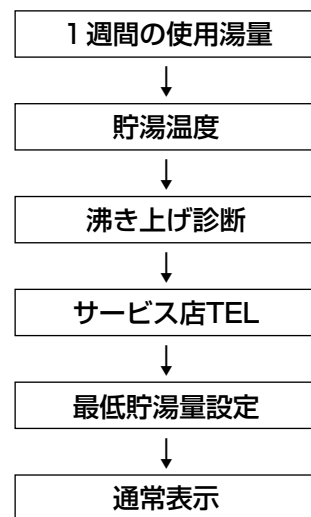 1週間の使用湯量
貯湯温度
沸き上げ診断
サービス店TEL
最低貯湯量設定
通常表示